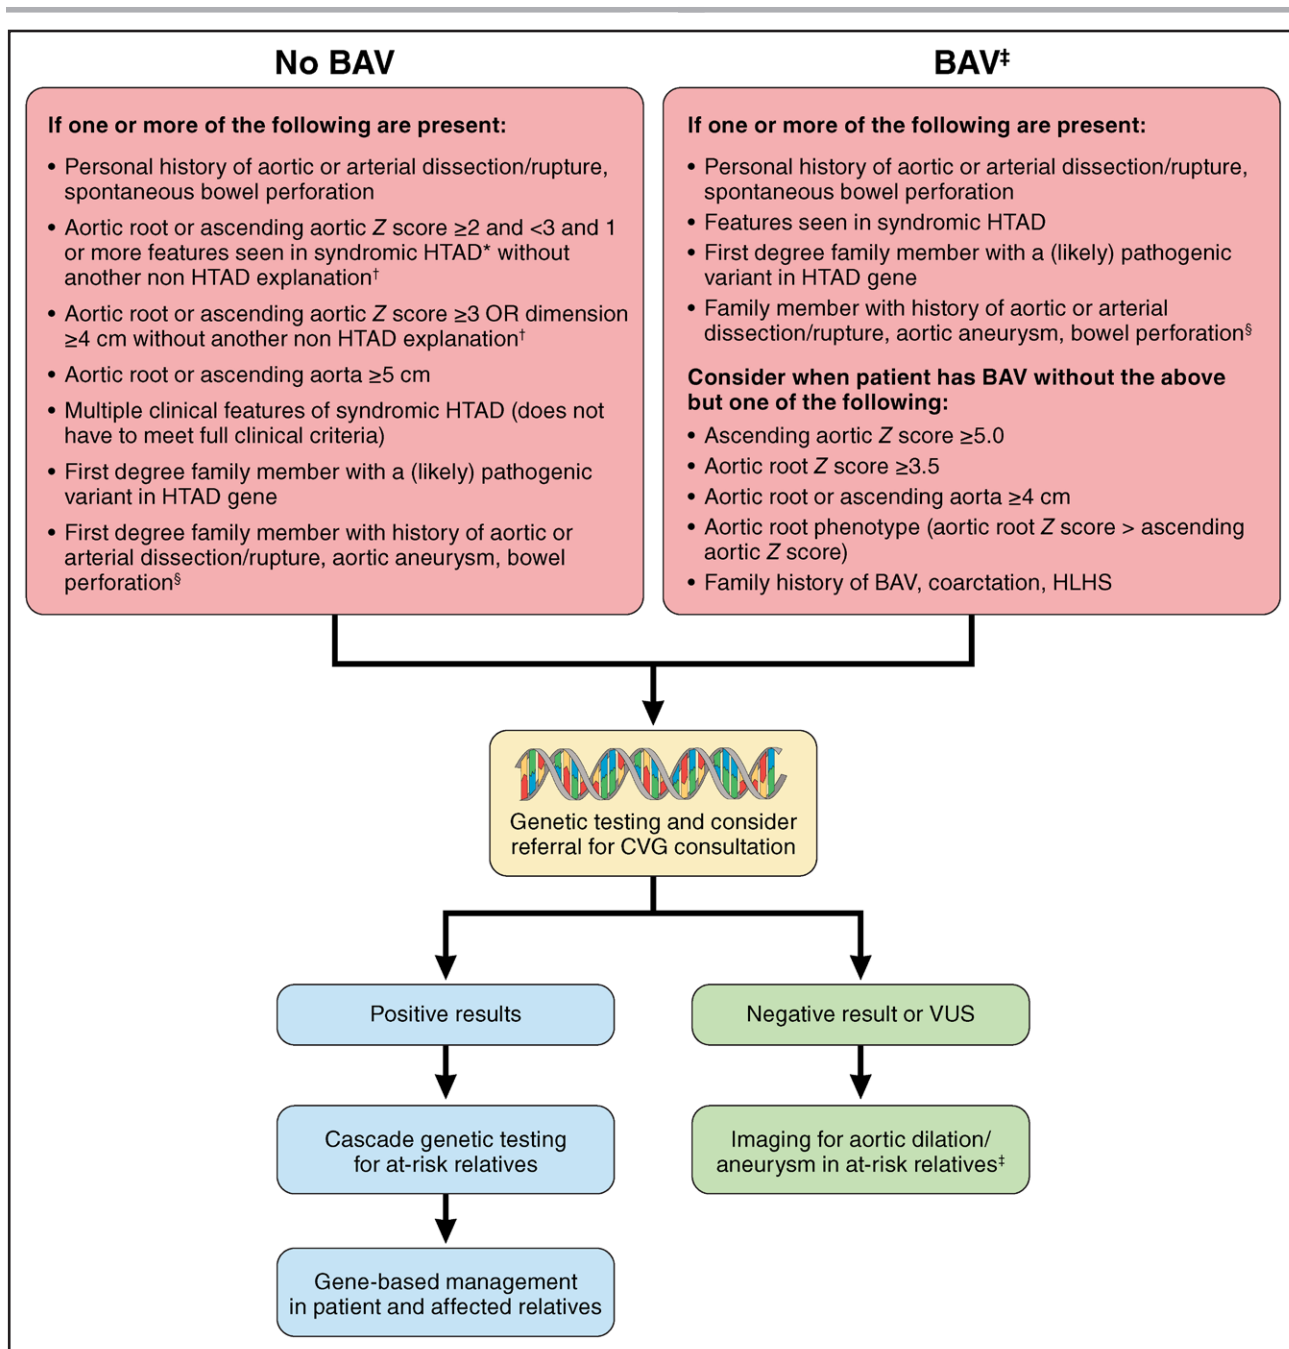 No BAV
If one or more of the following are present:
• Personal history of aortic or arterial dissection/rupture,
spontaneous bowel perforation
• Aortic root or ascending aortic Z score ≥2 and <3 and 1
or more features seen in syndromic HTAD* without
another non HTAD explanation†
• Aortic root or ascending aortic Z score ≥3 OR dimension
≥4 cm without another non HTAD explanation†
• Aortic root or ascending aorta ≥5 cm
• Multiple clinical features of syndromic HTAD (does not
have to meet full clinical criteria)
• First degree family member with a (likely) pathogenic
variant in HTAD gene
• First degree family member with history of aortic or
arterial dissection/rupture, aortic aneurysm, bowel
perforation§
BAV‡
If one or more of the following are present:
• Personal history of aortic or arterial dissection/rupture,
spontaneous bowel perforation
• Features seen in syndromic HTAD
• First degree family member with a (likely) pathogenic
variant in HTAD gene
• Family member with history of aortic or arterial
dissection/rupture, aortic aneurysm, bowel perforation§
Consider when patient has BAV without the above
but one of the following:
• Ascending aortic Z score ≥5.0
• Aortic root Z score ≥3.5
• Aortic root or ascending aorta ≥4 cm
• Aortic root phenotype (aortic root Z score > ascending
aortic Z score)
• Family history of BAV, coarctation, HLHS
Genetic testing and consider
referral for CVG consultation
Positive results
Negative result or VUS
Cascade genetic testing
for at-risk relatives
Imaging for aortic dilation/
aneurysm in at-risk relatives‡
Gene-based management
in patient and affected relatives